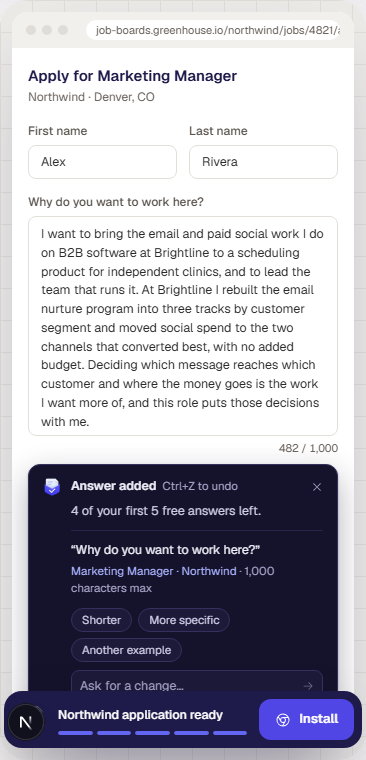 job-boards.greenhouse.io/northwind/jobs/4821/a
Apply for Marketing Manager
Northwind · Denver, CO
First name
Last name
Alex
Rivera
Why do you want to work here?
I want to bring the email and paid social work I do
on B2B software at Brightline to a scheduling
product for independent clinics, and to lead the
team that runs it. At Brightline I rebuilt the email
nurture program into three tracks by customer
segment and moved social spend to the two
channels that converted best, with no added
budget. Deciding which message reaches which
customer and where the money goes is the work
I want more of, and this role puts those decisions
with me.
482 / 1,000
Answer added Ctrl+Z to undo
4 of your first 5 free answers left.
“Why do you want to work here?”
Marketing Manager · Northwind · 1,000
characters max
Shorter
More specific
Another example
Ask for a change...
N
Northwind application ready
Install